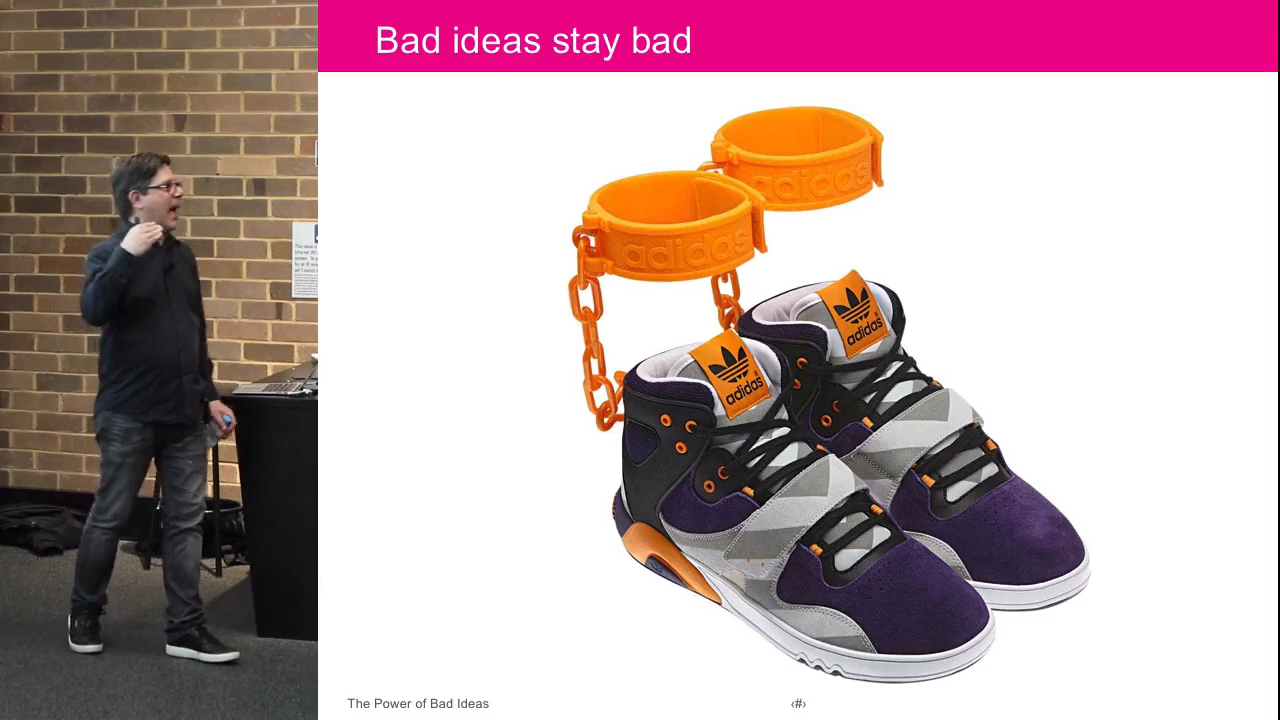 Bad ideas stay bad
adidas
adidas
adidas
adidas
The Power of Bad Ideas
‹#›